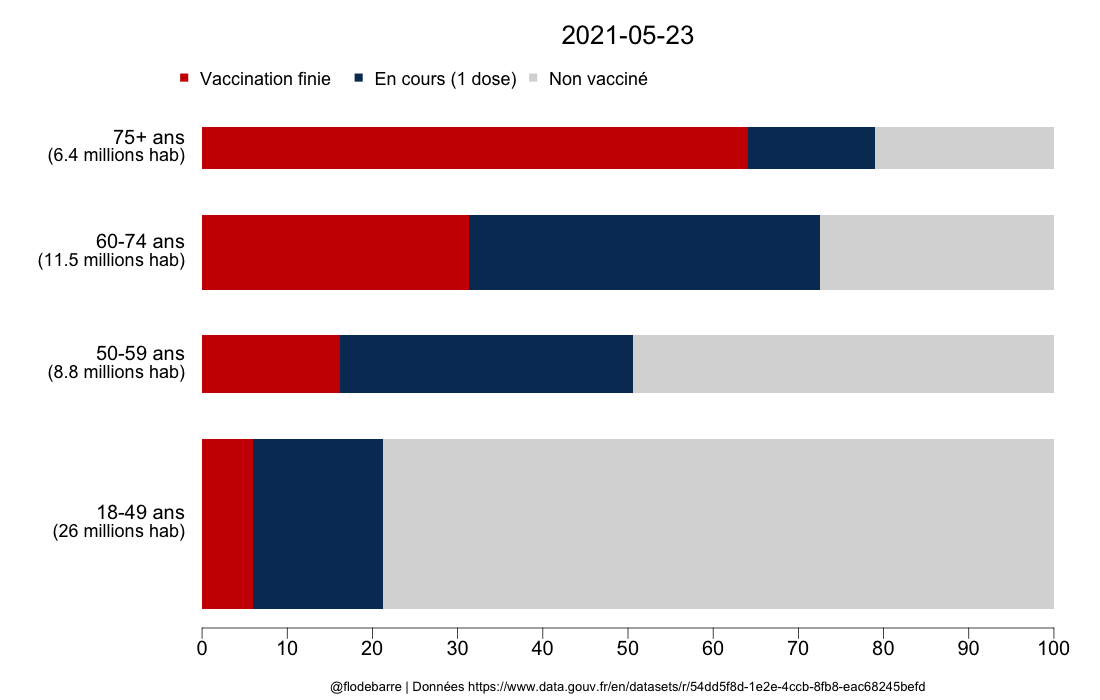 2021-05-23
Vaccination finie En cours (1 dose) Non vacciné
75+ ans
(6.4 millions hab)
60-74 ans
(11.5 millions hab)
50-59 ans
(8.8 millions hab)
18-49 ans
(26 millions hab)
0 10 20 30 40 50 60 70 80 90 100
@flodebarre | Données https://www.data.gouv.fr/en/datasets/r/54dd5f8d-1e2e-4ccb-8fb8-eac68245befd